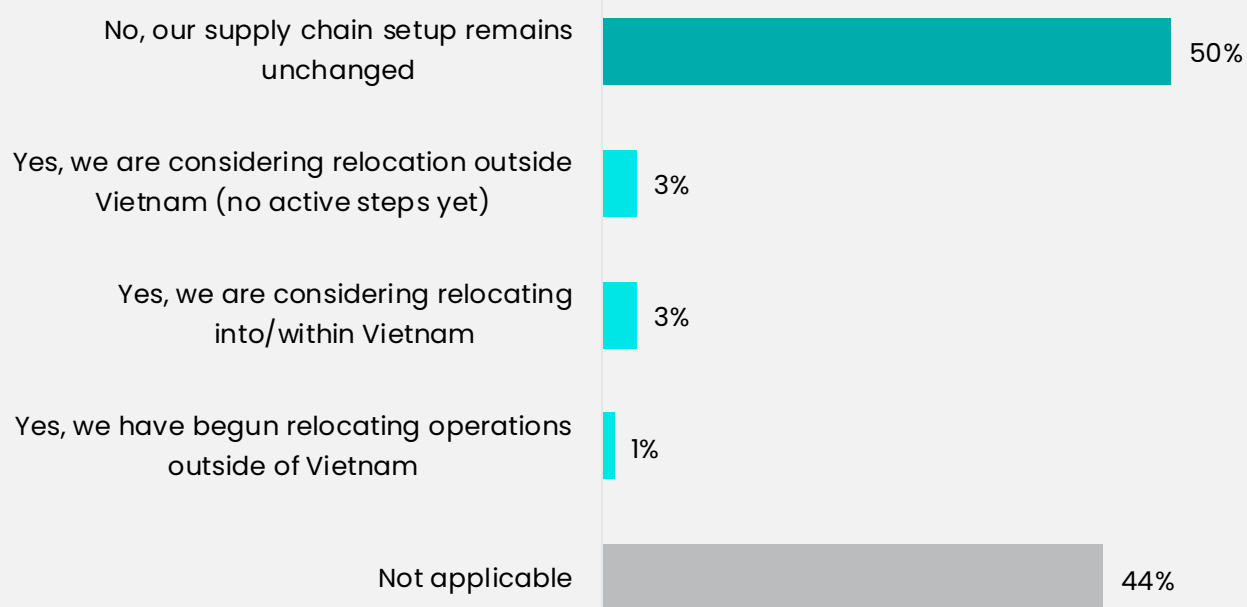 No, our supply chain setup remains
unchanged
50%
Yes, we are considering relocation outside
Vietnam (no active steps yet)
3%
Yes, we are considering relocating
into/within Vietnam
3%
Yes, we have begun relocating operations
outside of Vietnam
1%
Not applicable
44%